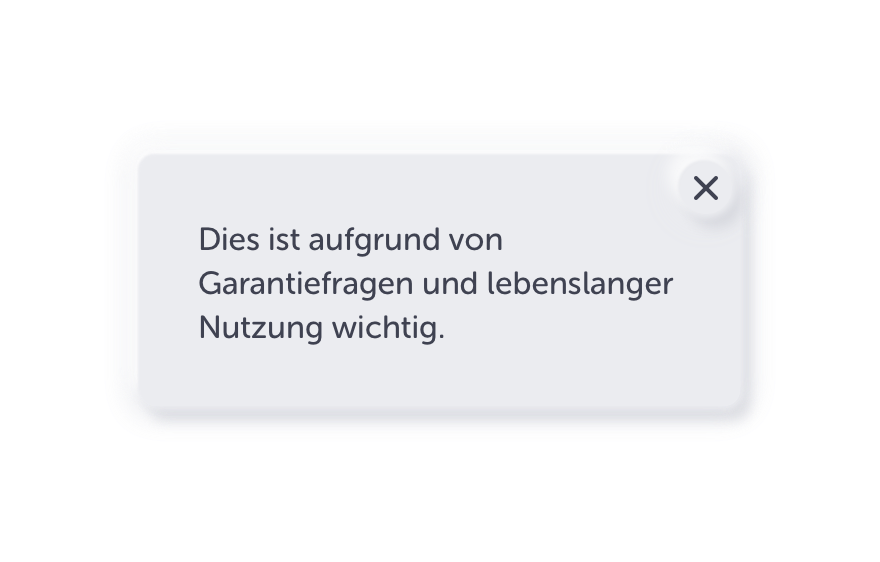 Dies ist aufgrund von
Garantiefragen und lebenslanger
Nutzung wichtig.